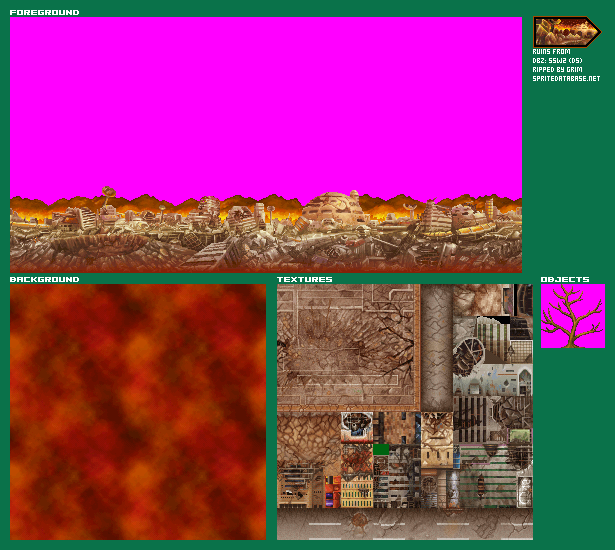 FOREGROUND
RUINS FROM
DBZ: SSW2 (DS)
RIPPED BY GRIM
SPRITEDATABASE.NET
BACKGROUND
TEXTURES
OBJECTS